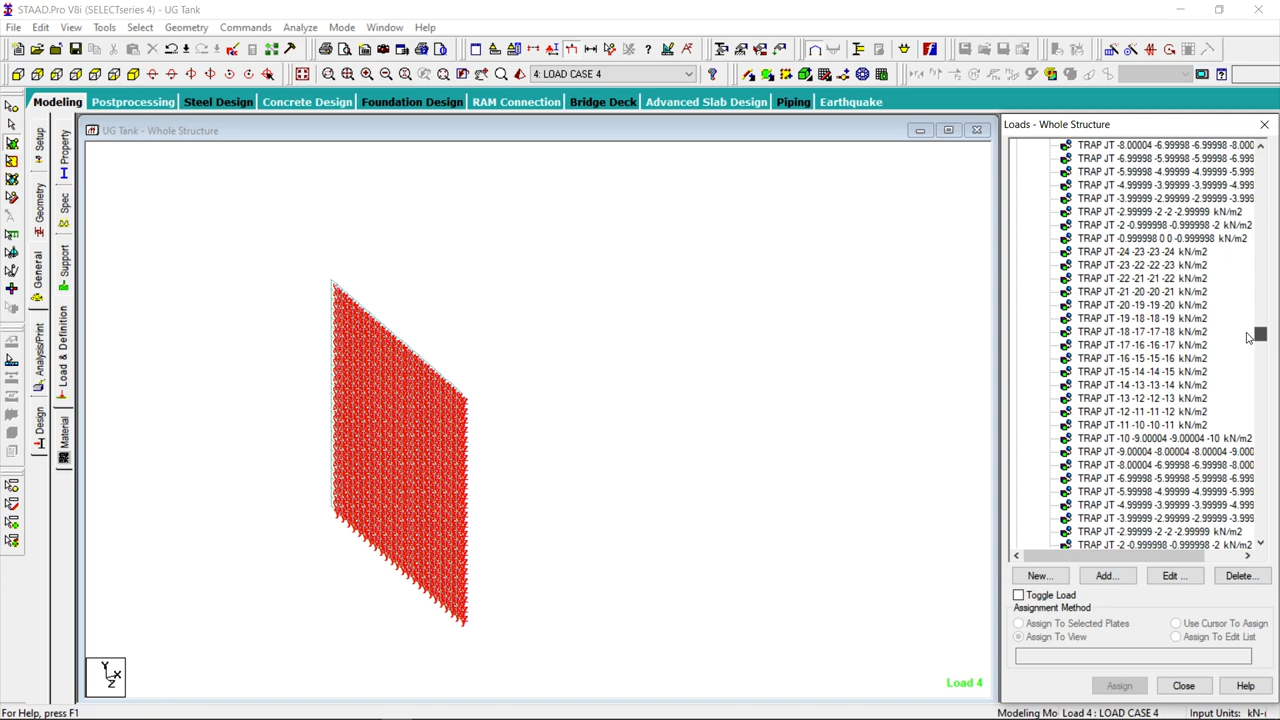 STAAD.Pro V8i (SELECTseries 4) - UG Tank
File Edit View Tools Select Geometry Commands Analyze Mode Window Help
4: LOAD CASE 4
Modeling Postprocessing Steel Design Concrete Design Foundation Design RAM Connection Bridge Deck Advanced Slab Design Piping Earthquake
Setup
Geometry
General
Analysis/Print
Design
Property
Spec
Support
Load & Definition
Material
UG Tank - Whole Structure
Y
X
Z
Load 4
Loads - Whole Structure
TRAP JT -8.00004 -6.99998 -6.99998 -8.000
TRAP JT -6.99998 -5.99998 -5.99998 -6.999
TRAP JT -5.99998 -4.99999 -4.99999 -5.999
TRAP JT -4.99999 -3.99999 -3.99999 -4.999
TRAP JT -3.99999 -2.99999 -2.99999 -3.999
TRAP JT -2.99999 -2 -2 -2.99999 kN/m2
TRAP JT -2 -0.999998 -0.999998 -2 kN/m2
TRAP JT -0.999998 0 0 -0.999998 kN/m2
TRAP JT -24 -23 -23 -24 kN/m2
TRAP JT -23 -22 -22 -23 kN/m2
TRAP JT -22 -21 -21 -22 kN/m2
TRAP JT -21 -20 -20 -21 kN/m2
TRAP JT -20 -19 -19 -20 kN/m2
TRAP JT -19 -18 -18 -19 kN/m2
TRAP JT -18 -17 -17 -18 kN/m2
TRAP JT -17 -16 -16 -17 kN/m2
TRAP JT -16 -15 -15 -16 kN/m2
TRAP JT -15 -14 -14 -15 kN/m2
TRAP JT -14 -13 -13 -14 kN/m2
TRAP JT -13 -12 -12 -13 kN/m2
TRAP JT -12 -11 -11 -12 kN/m2
TRAP JT -11 -10 -10 -11 kN/m2
TRAP JT -10 -9.00004 -9.00004 -10 kN/m2
TRAP JT -9.00004 -8.00004 -8.00004 -9.000
TRAP JT -8.00004 -6.99998 -6.99998 -8.000
TRAP JT -6.99998 -5.99998 -5.99998 -6.999
TRAP JT -5.99998 -4.99999 -4.99999 -5.999
TRAP JT -4.99999 -3.99999 -3.99999 -4.999
TRAP JT -3.99999 -2.99999 -2.99999 -3.999
TRAP JT -2.99999 -2 -2 -2.99999 kN/m2
TRAP JT -2 -0.999998 -0.999998 -2 kN/m2
New... Add... Edit ... Delete...
Toggle Load
Assignment Method
Assign To Selected Plates Use Cursor To Assign
Assign To View Assign To Edit List
Assign Close Help
For Help, press F1
Modeling Mo Load 4 : LOAD CASE 4 Input Units: kN-